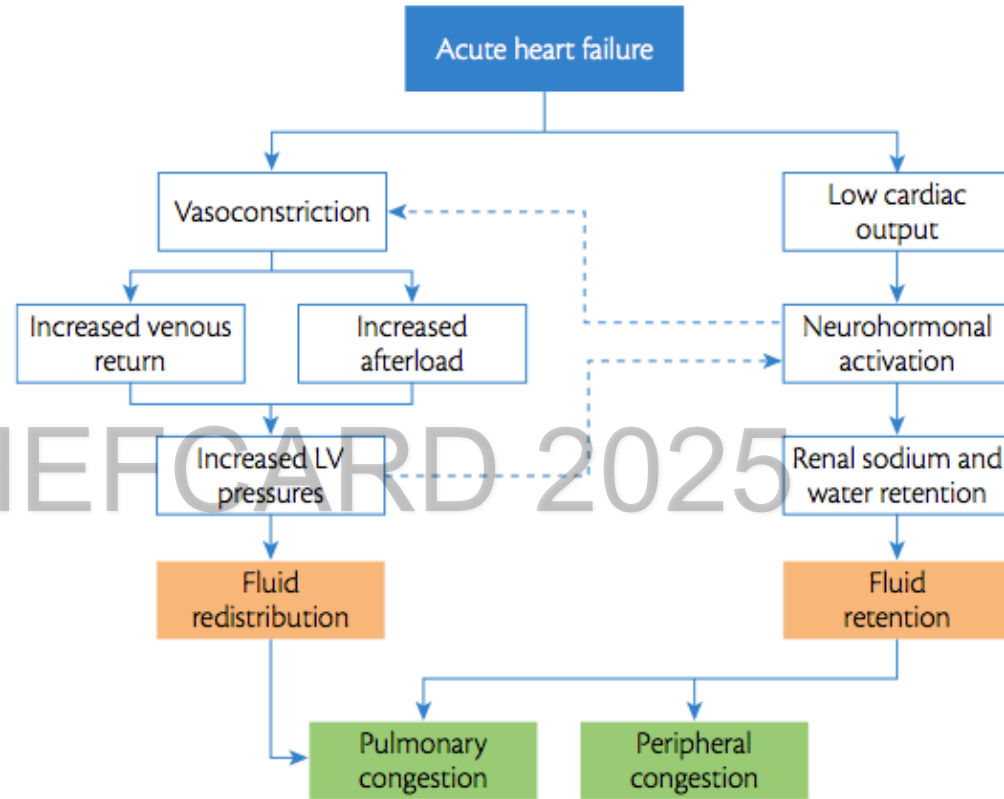 Acute heart failure
Vasoconstriction
Low cardiac
output
Increased venous
return
Increased
afterload
Neurohormonal
activation
Increased LV
pressures
Renal sodium and
water retention
HEFCARD 2025
Fluid
redistribution
Fluid
retention
Pulmonary
congestion
Peripheral
congestion